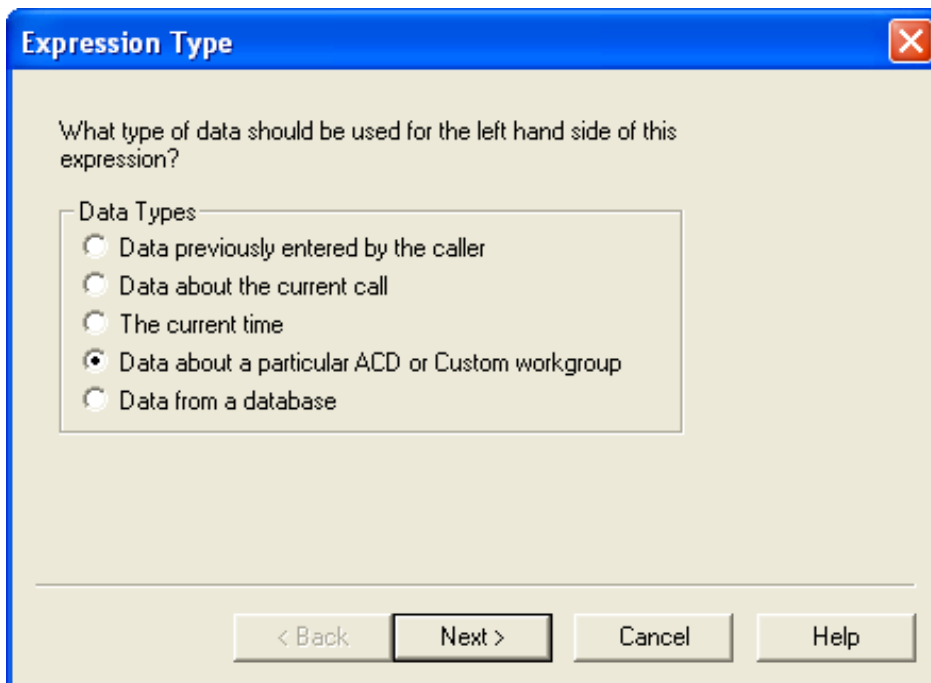 Expression Type
What type of data should be used for the left hand side of this
expression?
Data Types
Data previously entered by the caller
Data about the current call
The current time
Data about a particular ACD or Custom workgroup
Data from a database
< Back
Next >
Cancel
Help